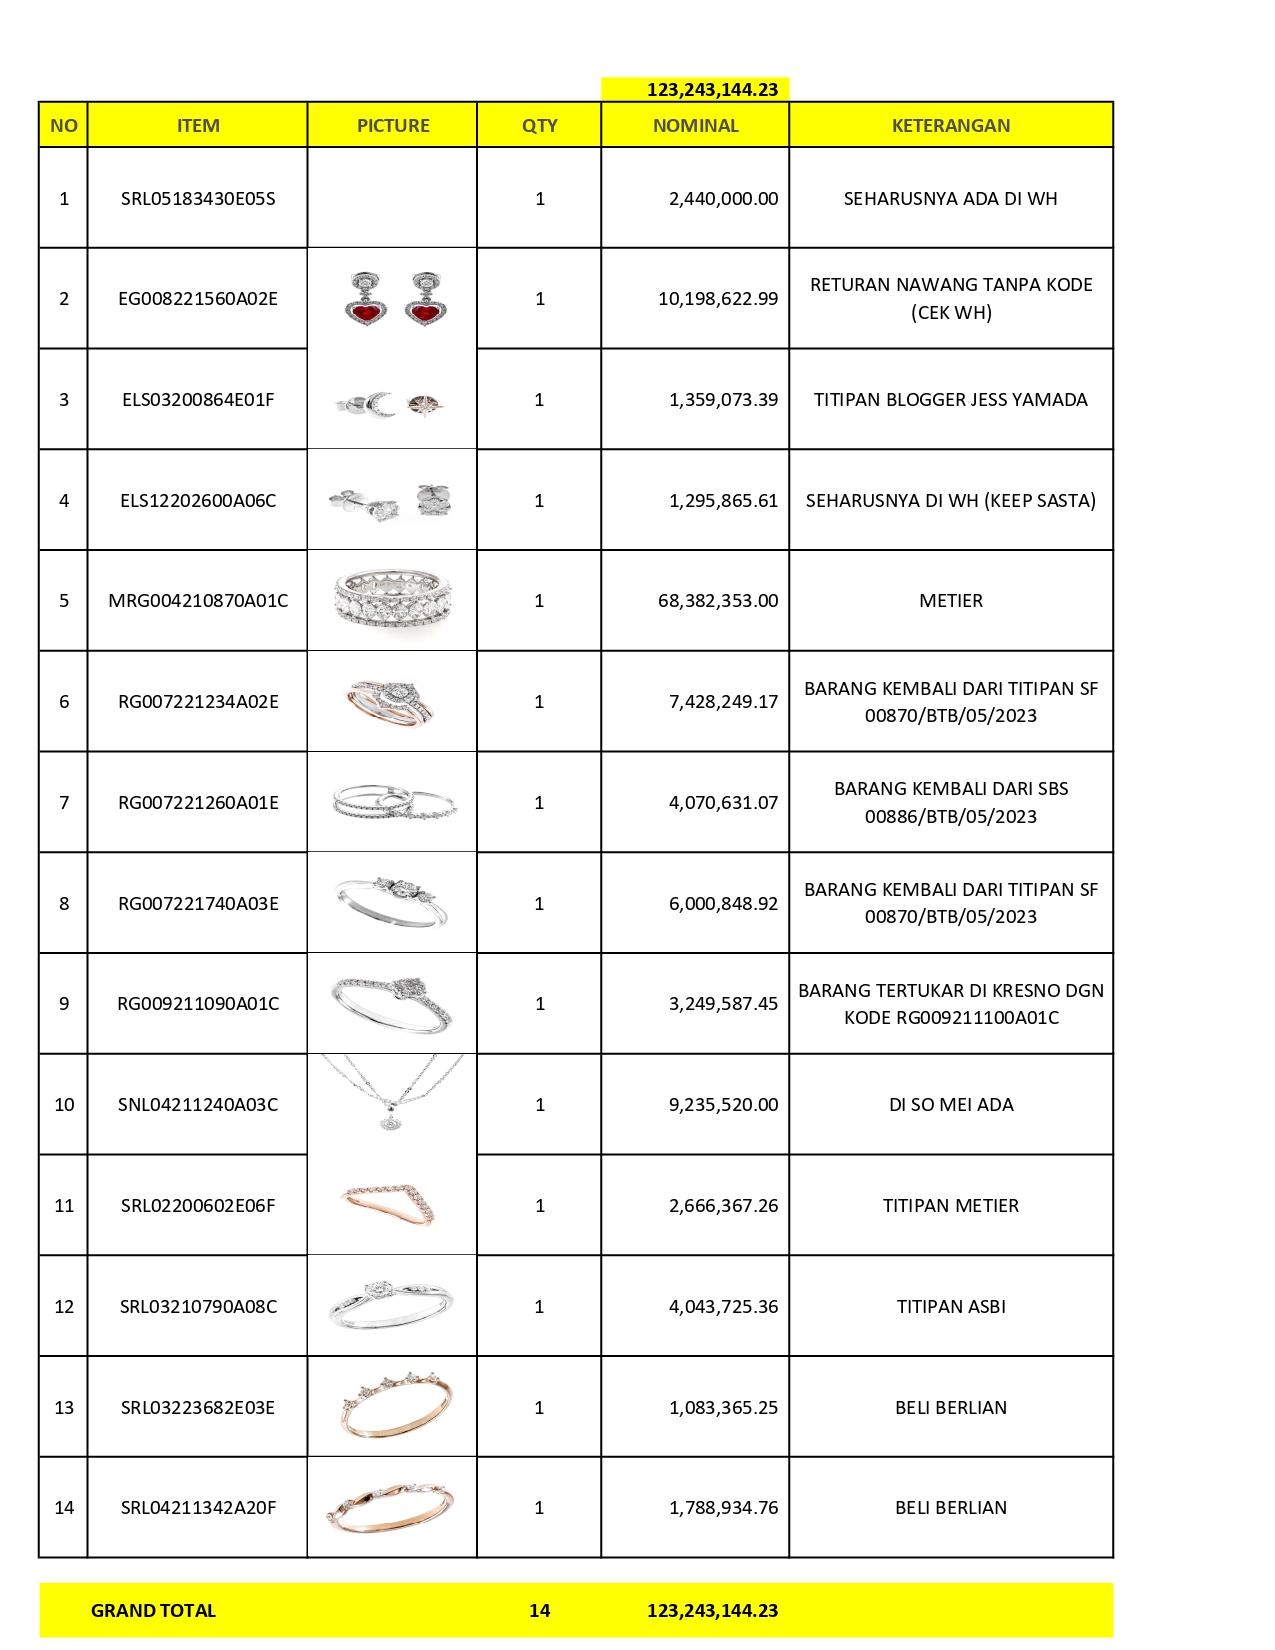 123,243,144.23
NO ITEM PICTURE QTY NOMINAL KETERANGAN
1 SRL05183430E05S 1 2,440,000.00 SEHARUSNYA ADA DI WH
2 EG008221560A02E 1 10,198,622.99 RETURAN NAWANG TANPA KODE
(CEK WH)
3 ELS03200864E01F 1 1,359,073.39 TITIPAN BLOGGER JESS YAMADA
4 ELS12202600A06C 1 1,295,865.61 SEHARUSNYA DI WH (KEEP SASTA)
5 MRG004210870A01C 1 68,382,353.00 METIER
6 RG007221234A02E 1 7,428,249.17 BARANG KEMBALI DARI TITIPAN SF
00870/BTB/05/2023
7 RG007221260A01E 1 4,070,631.07 BARANG KEMBALI DARI SBS
00886/BTB/05/2023
8 RG007221740A03E 1 6,000,848.92 BARANG KEMBALI DARI TITIPAN SF
00870/BTB/05/2023
9 RG009211090A01C 1 3,249,587.45 BARANG TERTUKAR DI KRESNO DGN
KODE RG009211100A01C
10 SNL04211240A03C 1 9,235,520.00 DI SO MEI ADA
11 SRL02200602E06F 1 2,666,367.26 TITIPAN METIER
12 SRL03210790A08C 1 4,043,725.36 TITIPAN ASBI
13 SRL03223682E03E 1 1,083,365.25 BELI BERLIAN
14 SRL04211342A20F 1 1,788,934.76 BELI BERLIAN
GRAND TOTAL 14 123,243,144.23